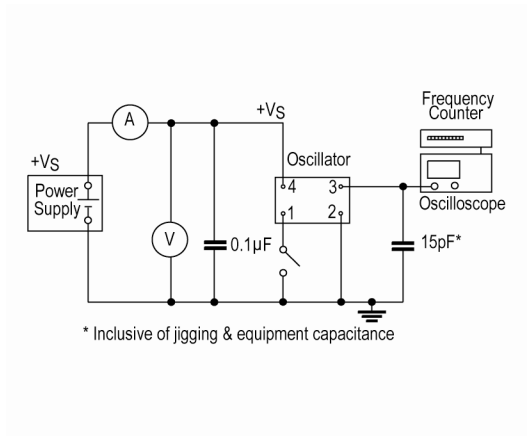 Frequency
Counter
A
+VS
Oscillator
+VS
Power
Supply
4
3
1
2
Oscilloscope
V
0.1µF
15pF*
* Inclusive of jigging & equipment capacitance